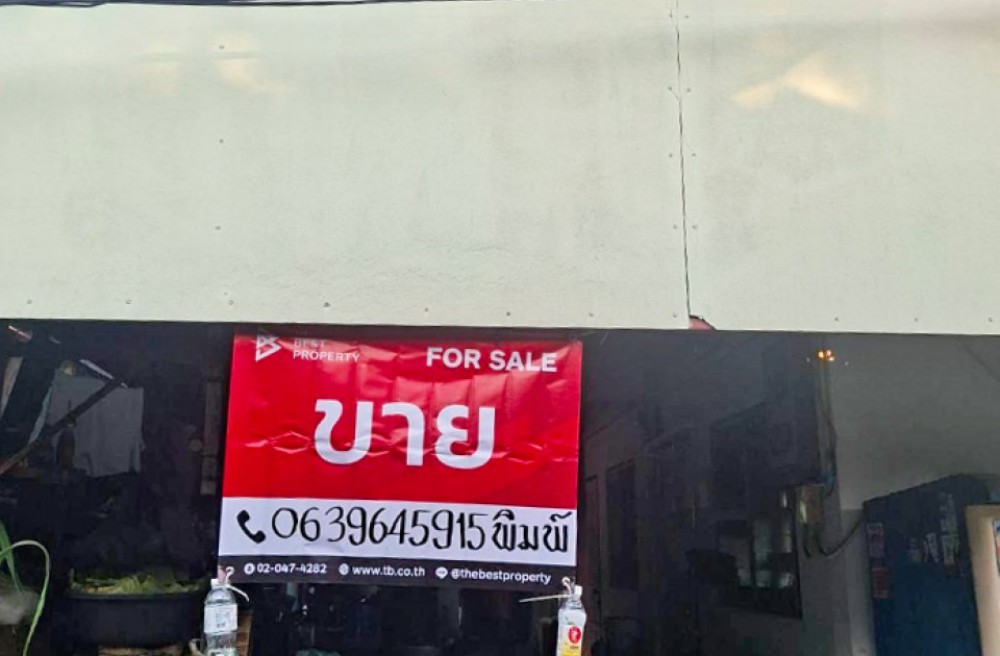 BEST
PROPERTY
FOR SALE
ขาย
0639645915 พิมพ์
02-047-4282 www.tb.co.th @thebestproperty